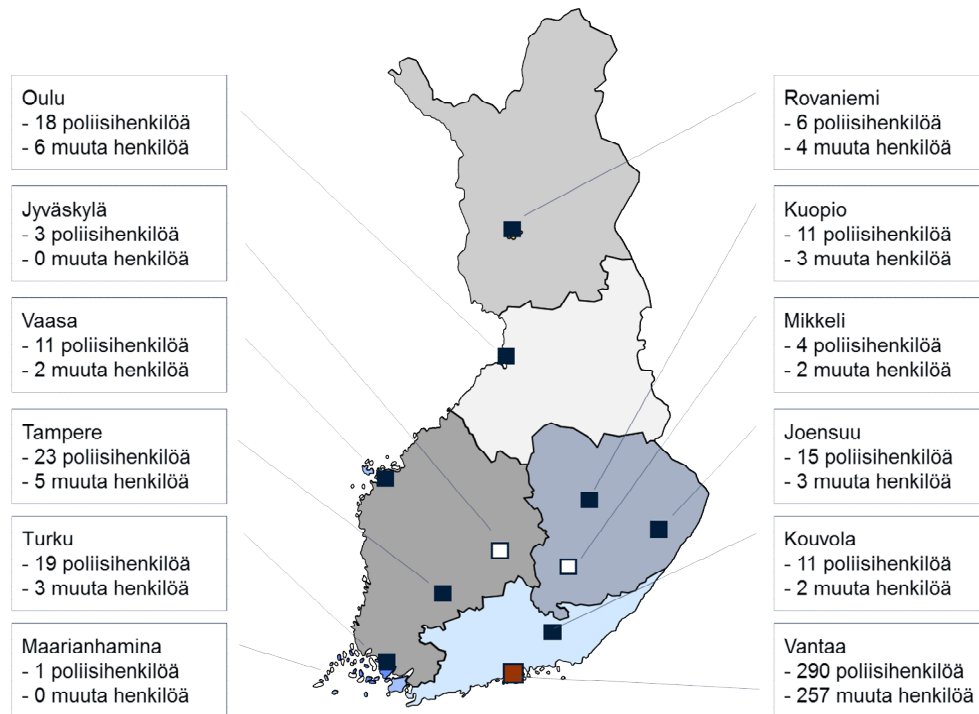 Oulu
- 18 poliisihenkilöä
- 6 muuta henkilöä
Jyväskylä
- 3 poliisihenkilöä
- 0 muuta henkilöä
Vaasa
- 11 poliisihenkilöä
- 2 muuta henkilöä
Tampere
- 23 poliisihenkilöä
- 5 muuta henkilöä
Turku
- 19 poliisihenkilöä
- 3 muuta henkilöä
Maarianhamina
- 1 poliisihenkilöä
- 0 muuta henkilöä
Rovaniemi
- 6 poliisihenkilöä
- 4 muuta henkilöä
Kuopio
- 11 poliisihenkilöä
- 3 muuta henkilöä
Mikkeli
- 4 poliisihenkilöä
- 2 muuta henkilöä
Joensuu
- 15 poliisihenkilöä
- 3 muuta henkilöä
Kouvola
- 11 poliisihenkilöä
- 2 muuta henkilöä
Vantaa
- 290 poliisihenkilöä
- 257 muuta henkilöä